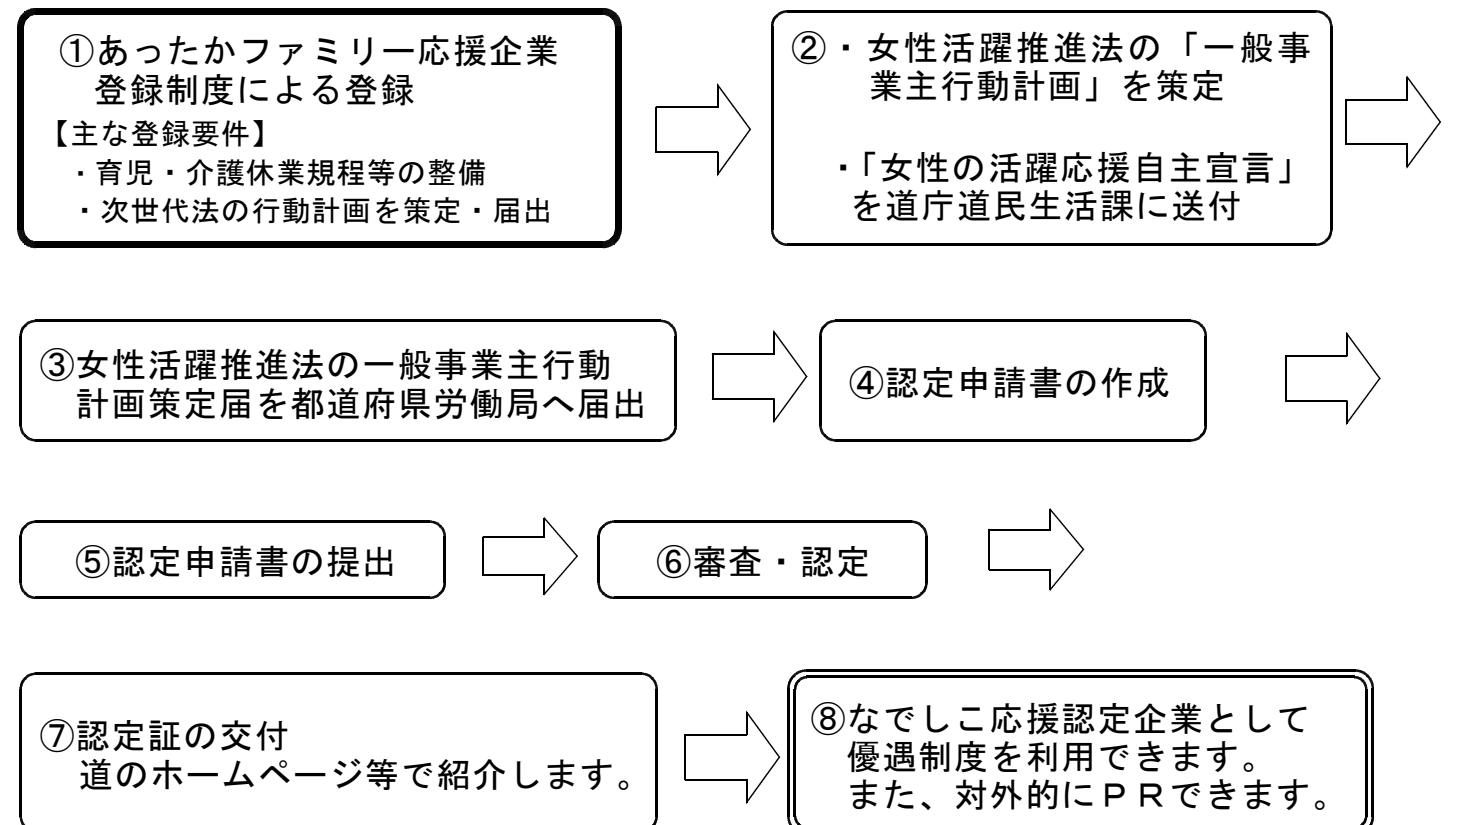 ①あったかファミリー応援企業
登録制度による登録
【主な登録要件】
・育児・介護休業規程等の整備
・次世代法の行動計画を策定・届出
②・女性活躍推進法の「一般事
業主行動計画」を策定
・「女性の活躍応援自主宣言」
を道庁道民生活課に送付
③女性活躍推進法の一般事業主行動
計画策定届を都道府県労働局へ届出
④認定申請書の作成
⑤認定申請書の提出
⑥審査・認定
⑦認定証の交付
道のホームページ等で紹介します。
⑧なでしこ応援認定企業として
優遇制度を利用できます。
また、対外的にＰＲできます。